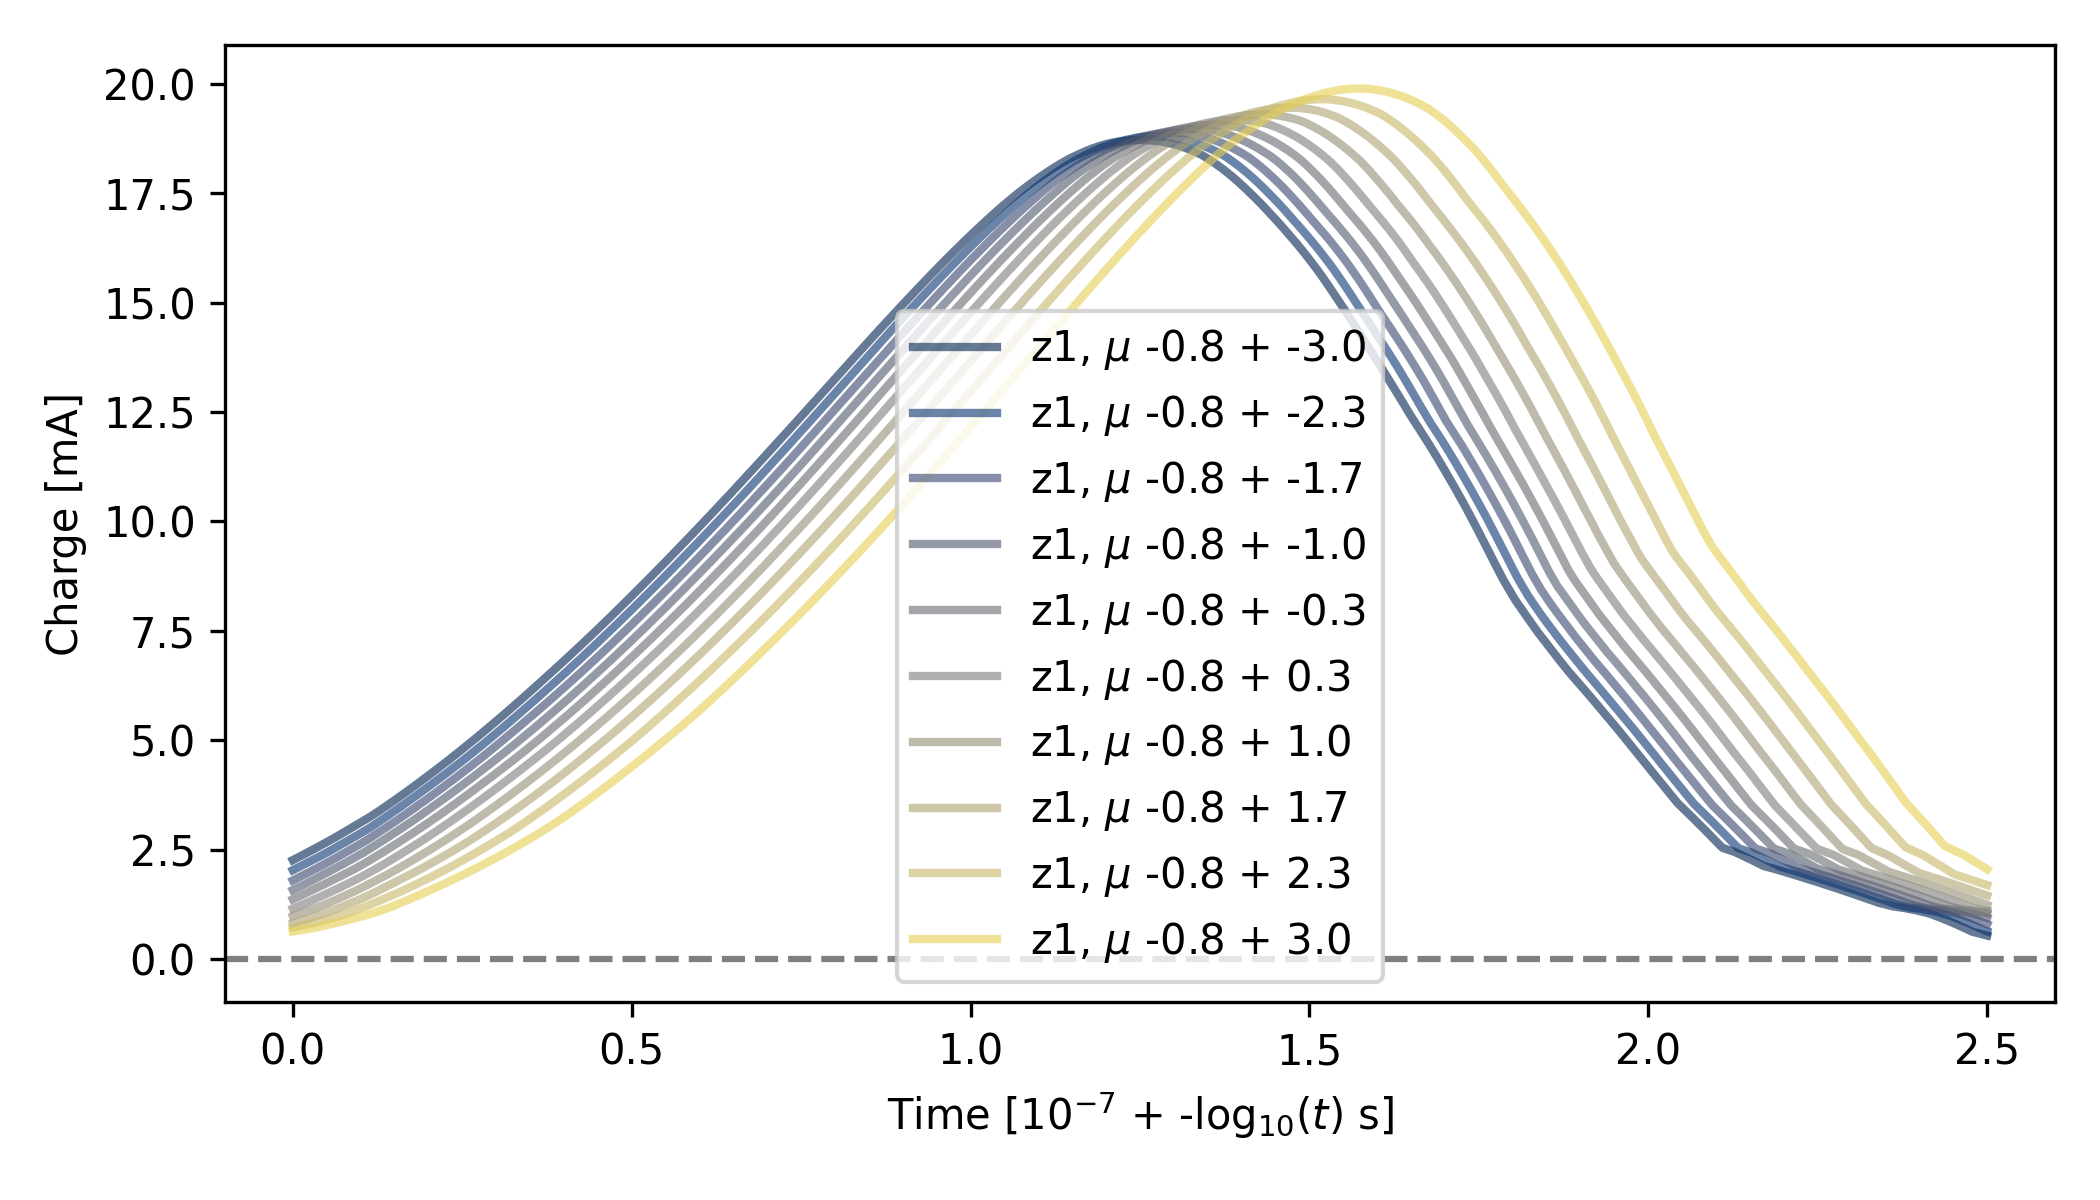 20.0
17.5
15.0
12.5
10.0
7.5
5.0
2.5
0.0
Charge [mA]
z1, μ -0.8 + -3.0
z1, μ -0.8 + -2.3
z1, μ -0.8 + -1.7
z1, μ -0.8 + -1.0
z1, μ -0.8 + -0.3
z1, μ -0.8 + 0.3
z1, μ -0.8 + 1.0
z1, μ -0.8 + 1.7
z1, μ -0.8 + 2.3
z1, μ -0.8 + 3.0
0.0 0.5 1.0 1.5 2.0 2.5
Time [10⁻⁷ + -log₁₀(t) s]